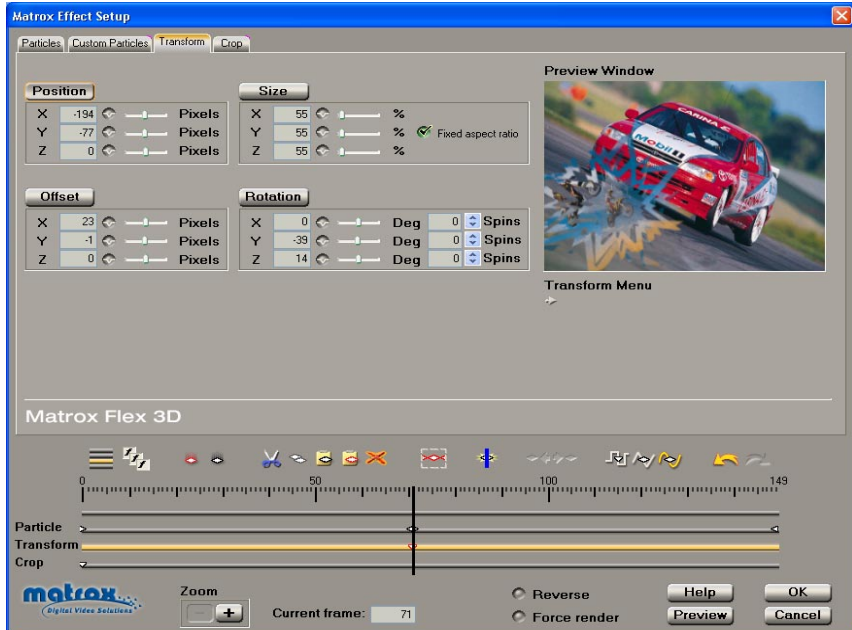 Matrox Effect Setup
Particles Custom Particles Transform Crop
Preview Window
Position Size
X -194 Pixels X 55 %
Y -77 Pixels Y 55 % Fixed aspect ratio
Z 0 Pixels Z 55 %
CARINA E
Mobil 1
Offset Rotation
X 23 Pixels X 0 Deg 0 Spins
Y -1 Pixels Y -39 Deg 0 Spins
Z 0 Pixels Z 14 Deg 0 Spins
Transform Menu
Matrox Flex 3D
0 50 100 149
Particle
Transform
Crop
matrox
Digital Video Solutions
Zoom
Current frame: 71
Reverse Help OK
Force render Preview Cancel